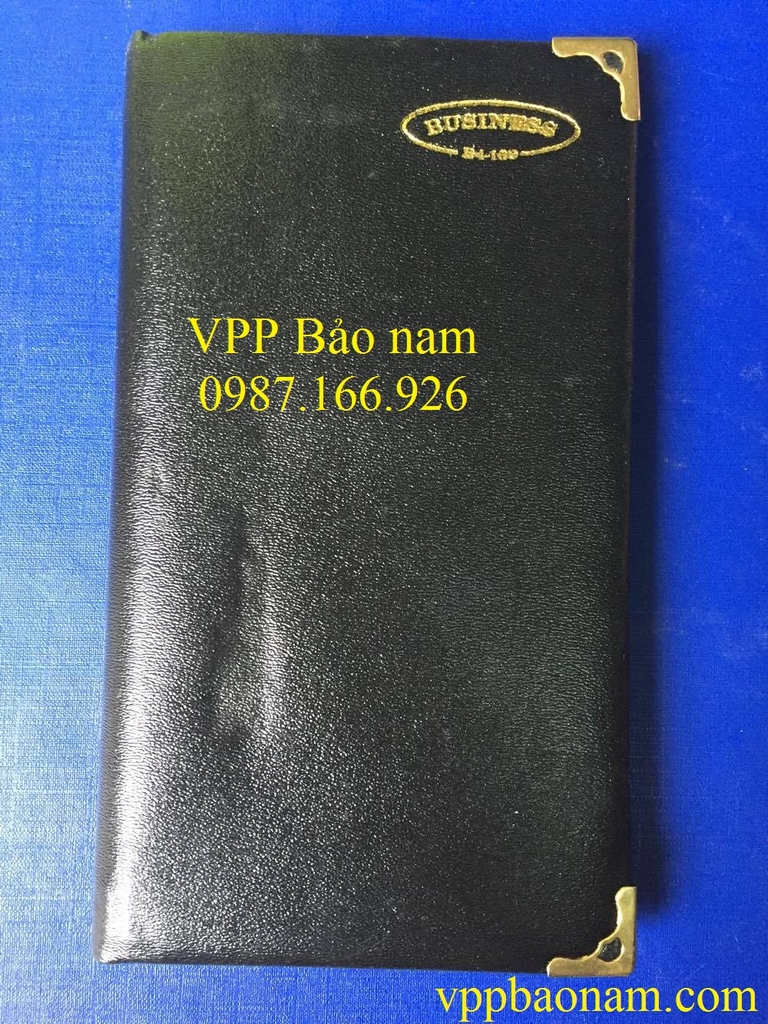 BUSINESS
VPP Bảo nam
0987.166.926
vppbaonam.com